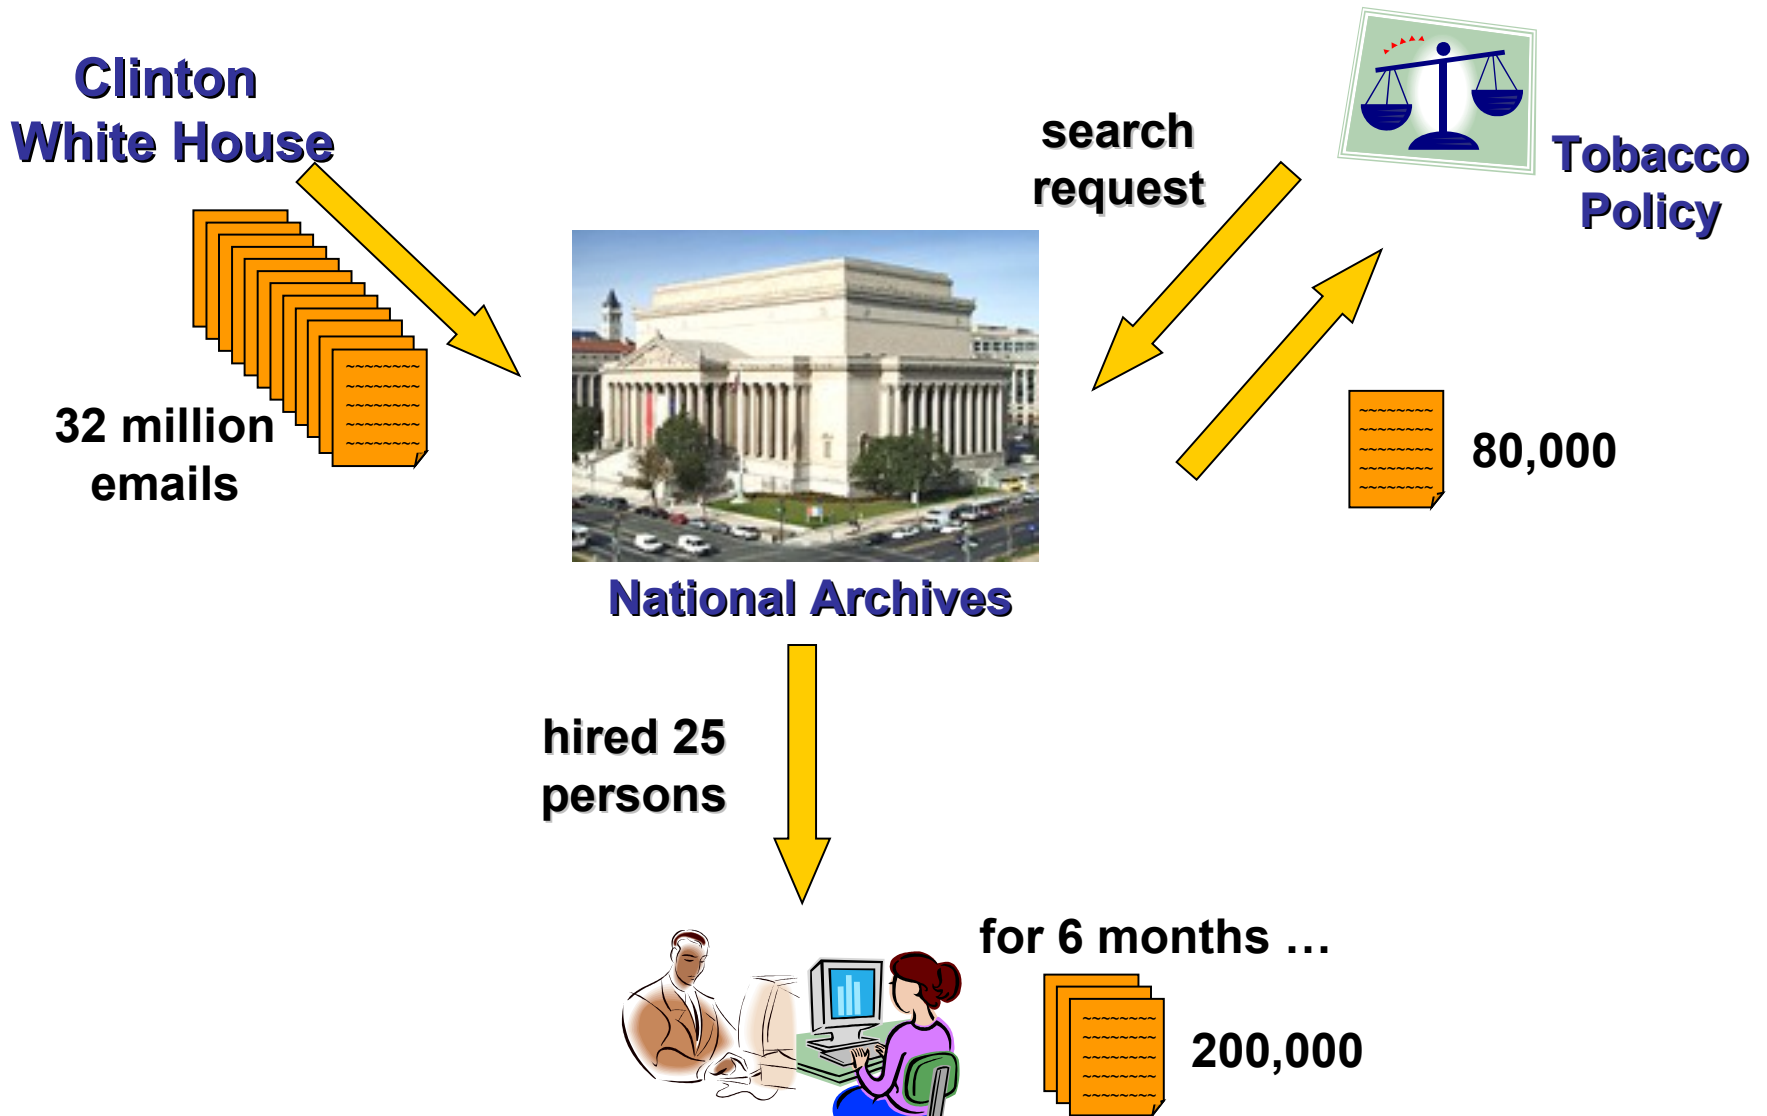 Clinton
White House
32 million
emails
search
request
Tobacco
Policy
80,000
National Archives
hired 25
persons
for 6 months …
200,000